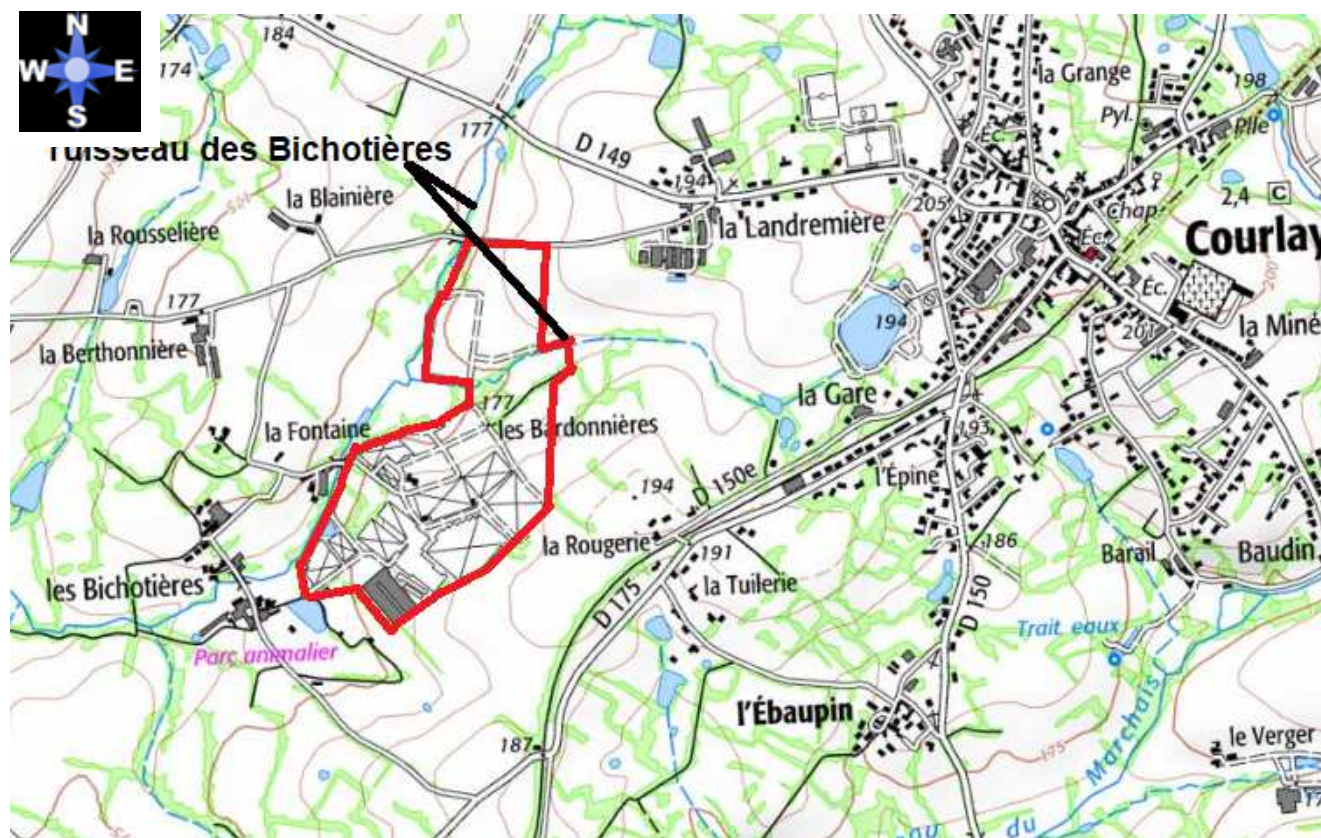 N
W E
S
184
174
177
ruisseau des Bichotières
D 149
la Grange
198
Pyl.
Pile
Éc.
la Blainière
194
205
2,4 C
la Rousselière
la Landremière
Chap.
Courlay
Éc.
177
Éc.
200
194
201
la Miné
la Berthonnière
la Gare
177
la Fontaine
les Bardonnières
193
194
D 150e
l'Épine
la Rougerie
186
191
Barail
Baudin
les Bichotières
la Tuilerie
D 175
D 150
Trait. eaux
Parc animalier
l'Ébaupin
187
175
Marchais
le Verger
du